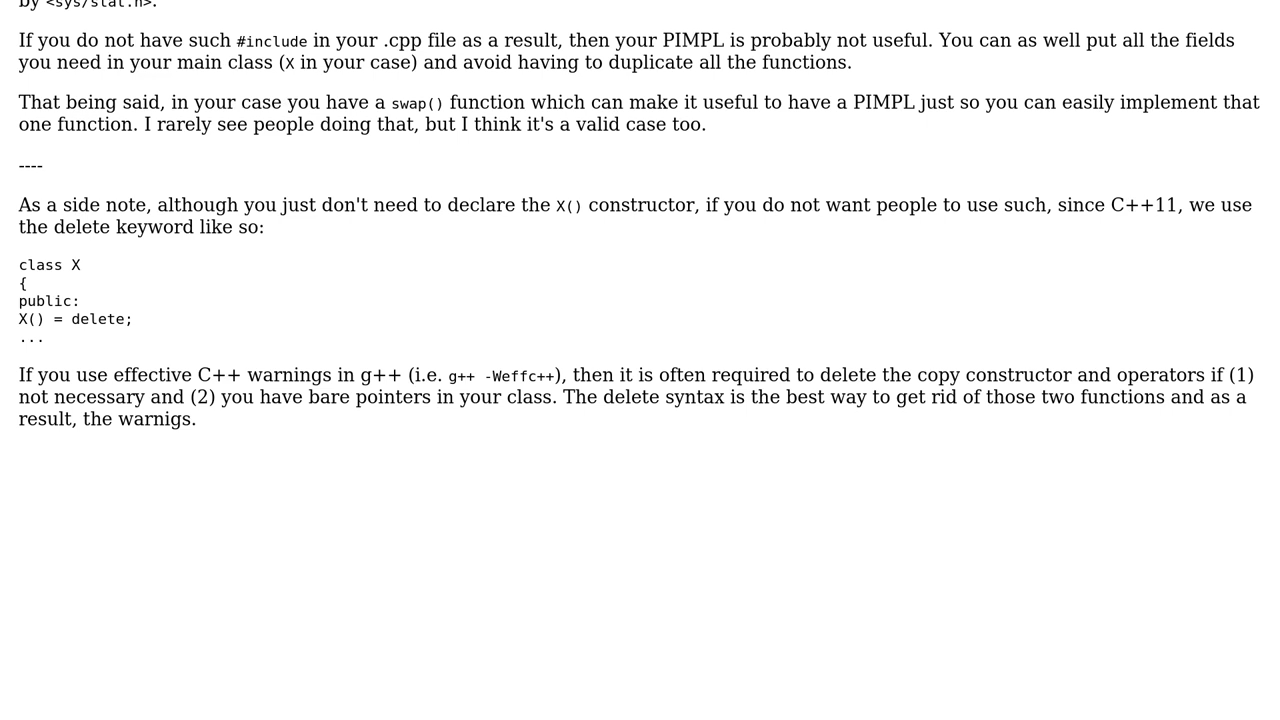 by <sys/stat.h>.
If you do not have such #include in your .cpp file as a result, then your PIMPL is probably not useful. You can as well put all the fields
you need in your main class (X in your case) and avoid having to duplicate all the functions.
That being said, in your case you have a swap() function which can make it useful to have a PIMPL just so you can easily implement that
one function. I rarely see people doing that, but I think it's a valid case too.
----
As a side note, although you just don't need to declare the X() constructor, if you do not want people to use such, since C++11, we use
the delete keyword like so:
class X
{
public:
X() = delete;
...
If you use effective C++ warnings in g++ (i.e. g++ -Weffc++), then it is often required to delete the copy constructor and operators if (1)
not necessary and (2) you have bare pointers in your class. The delete syntax is the best way to get rid of those two functions and as a
result, the warnigs.